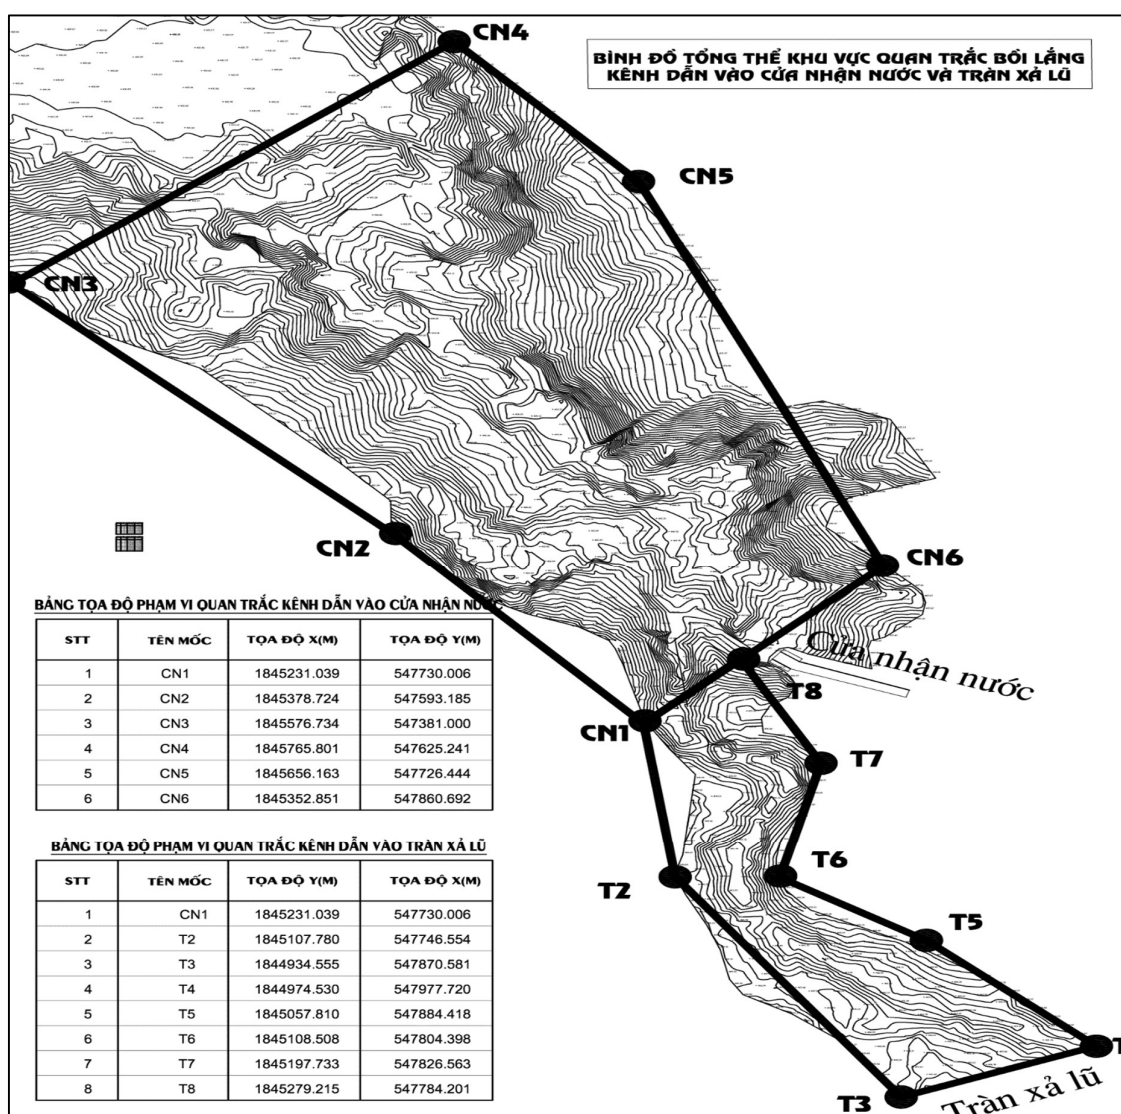 CN4
BÌNH ĐỒ TỔNG THỂ KHU VỰC QUAN TRẮC BỒI LẮNG
KÊNH DẪN VÀO CỬA NHẬN NƯỚC VÀ TRÀN XẢ LŨ
CN5
CN3
CN2
CN6
Cửa nhận nước
T8
CN1
T7
T6
T2
T5
T
T3
Tràn xả lũ
BẢNG TỌA ĐỘ PHẠM VI QUAN TRẮC KÊNH DẪN VÀO CỬA NHẬN NƯỚC
STT TÊN MỐC TỌA ĐỘ X(M) TỌA ĐỘ Y(M)
1 CN1 1845231.039 547730.006
2 CN2 1845378.724 547593.185
3 CN3 1845576.734 547381.000
4 CN4 1845765.801 547625.241
5 CN5 1845656.163 547726.444
6 CN6 1845352.851 547860.692
BẢNG TỌA ĐỘ PHẠM VI QUAN TRẮC KÊNH DẪN VÀO TRÀN XẢ LŨ
STT TÊN MỐC TỌA ĐỘ Y(M) TỌA ĐỘ X(M)
1 CN1 1845231.039 547730.006
2 T2 1845107.780 547746.554
3 T3 1844934.555 547870.581
4 T4 1844974.530 547977.720
5 T5 1845057.810 547884.418
6 T6 1845108.508 547804.398
7 T7 1845197.733 547826.563
8 T8 1845279.215 547784.201